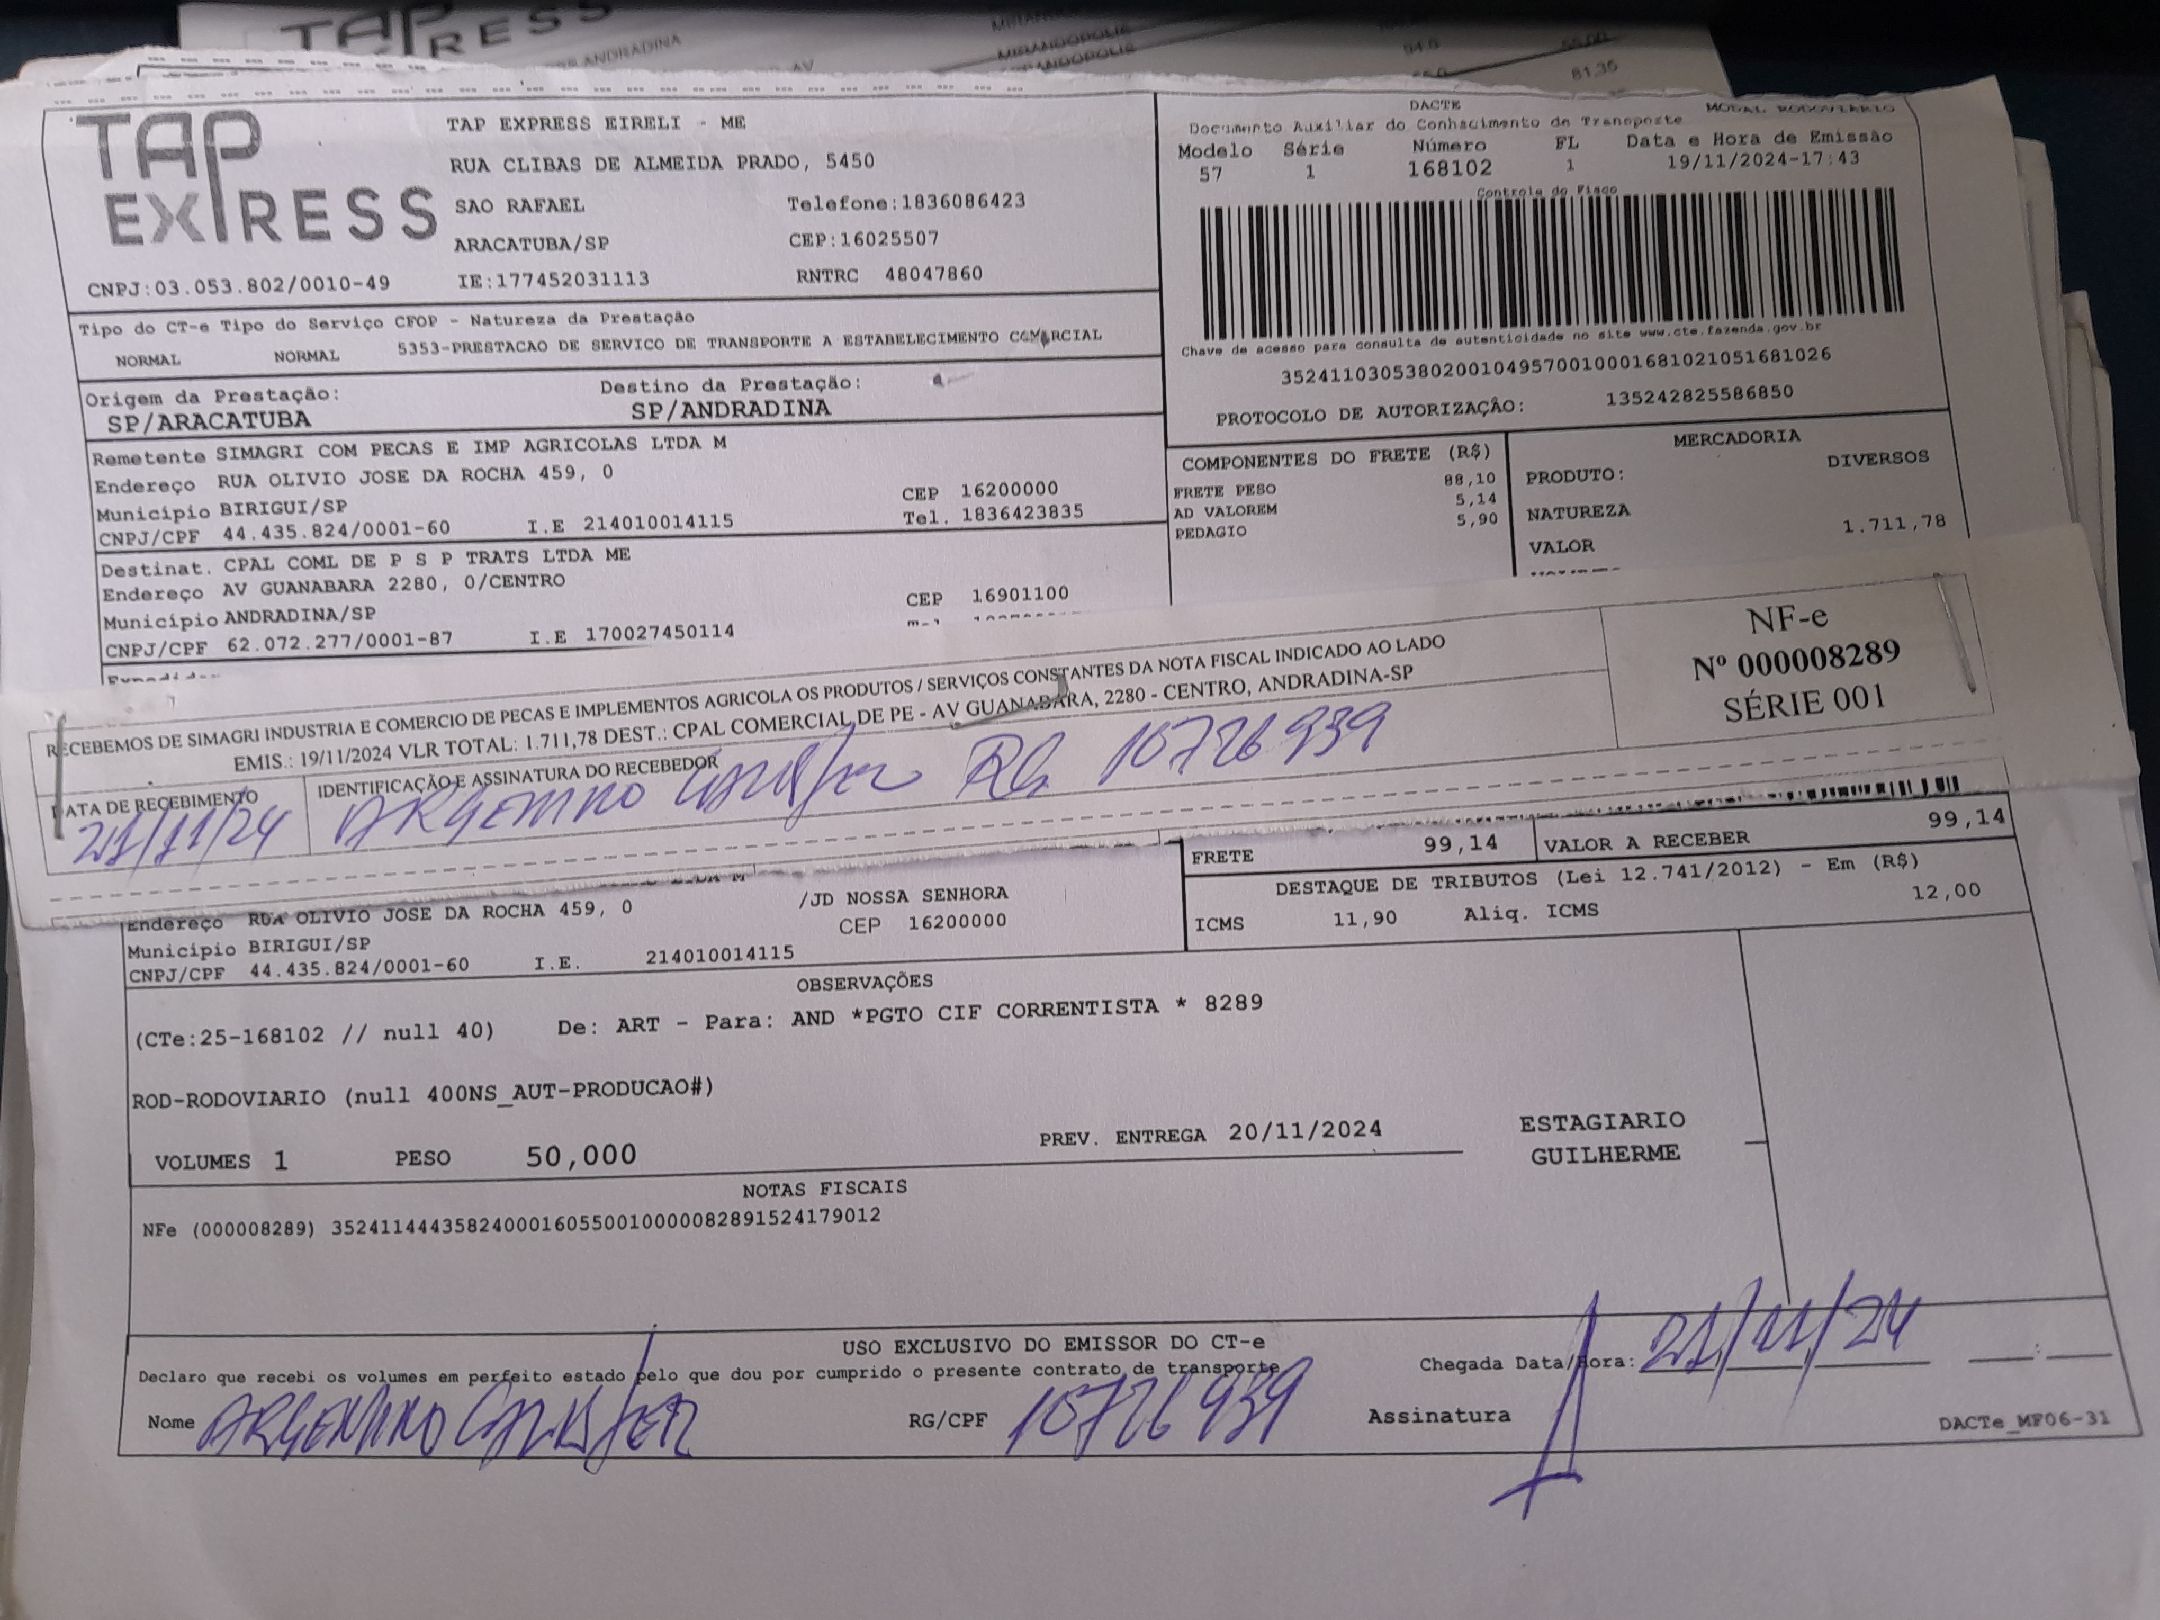 TAP EXPRESS
ANDRADINA
AV
MIRANDOPOLIS
81,35
TAP EXPRESS
TAP EXPRESS EIRELI - ME
RUA CLIBAS DE ALMEIDA PRADO, 5450
SAO RAFAEL Telefone:1836086423
ARACATUBA/SP CEP:16025507
CNPJ:03.053.802/0010-49 IE:177452031113 RNTRC 48047860
DACTE MODAL RODOVIARIO
Documento Auxiliar do Conhecimento de Transporte
Modelo Série Número FL Data e Hora de Emissão
57 1 168102 1 19/11/2024-17:43
Controle do Fisco
Chave de acesso para consulta de autenticidade no site www.cte.fazenda.gov.br
35241103053802001049570010001681021051681026
PROTOCOLO DE AUTORIZAÇÃO: 135242825586850
Tipo do CT-e Tipo do Serviço CFOP - Natureza da Prestação
NORMAL NORMAL 5353-PRESTACAO DE SERVICO DE TRANSPORTE A ESTABELECIMENTO COMERCIAL
Origem da Prestação: Destino da Prestação:
SP/ARACATUBA SP/ANDRADINA
Remetente SIMAGRI COM PECAS E IMP AGRICOLAS LTDA M
Endereço RUA OLIVIO JOSE DA ROCHA 459, 0
Município BIRIGUI/SP CEP 16200000
CNPJ/CPF 44.435.824/0001-60 I.E 214010014115 Tel. 1836423835
Destinat. CPAL COML DE P S P TRATS LTDA ME
Endereço AV GUANABARA 2280, 0/CENTRO
Município ANDRADINA/SP CEP 16901100
CNPJ/CPF 62.072.277/0001-87 I.E 170027450114
COMPONENTES DO FRETE (R$)
FRETE PESO 88,10
AD VALOREM 5,14
PEDAGIO 5,90
MERCADORIA
PRODUTO: DIVERSOS
NATUREZA
VALOR 1.711,78
RECEBEMOS DE SIMAGRI INDUSTRIA E COMERCIO DE PECAS E IMPLEMENTOS AGRICOLA OS PRODUTOS / SERVIÇOS CONSTANTES DA NOTA FISCAL INDICADO AO LADO
EMIS.: 19/11/2024 VLR TOTAL: 1.711,78 DEST.: CPAL COMERCIAL DE PE - AV GUANABARA, 2280 - CENTRO, ANDRADINA-SP
NF-e
Nº 000008289
SÉRIE 001
DATA DE RECEBIMENTO IDENTIFICAÇÃO E ASSINATURA DO RECEBEDOR
21/11/24 ARGEMIRO RG 10726939
FRETE 99,14 VALOR A RECEBER 99,14
DESTAQUE DE TRIBUTOS (Lei 12.741/2012) - Em (R$)
ICMS 11,90 Aliq. ICMS 12,00
Endereço RUA OLIVIO JOSE DA ROCHA 459, 0 /JD NOSSA SENHORA
Município BIRIGUI/SP CEP 16200000
CNPJ/CPF 44.435.824/0001-60 I.E. 214010014115
OBSERVAÇÕES
(CTe:25-168102 // null 40) De: ART - Para: AND *PGTO CIF CORRENTISTA * 8289
ROD-RODOVIARIO (null 400NS_AUT-PRODUCAO#)
VOLUMES 1 PESO 50,000 PREV. ENTREGA 20/11/2024
ESTAGIARIO
GUILHERME
NOTAS FISCAIS
NFe (000008289) 35241144435824000160550010000082891524179012
USO EXCLUSIVO DO EMISSOR DO CT-e
Declaro que recebi os volumes em perfeito estado pelo que dou por cumprido o presente contrato de transporte
Chegada Data/Hora: 21/11/24
Nome ARGEMIRO RG/CPF 10726939 Assinatura
DACTe_MF06-31